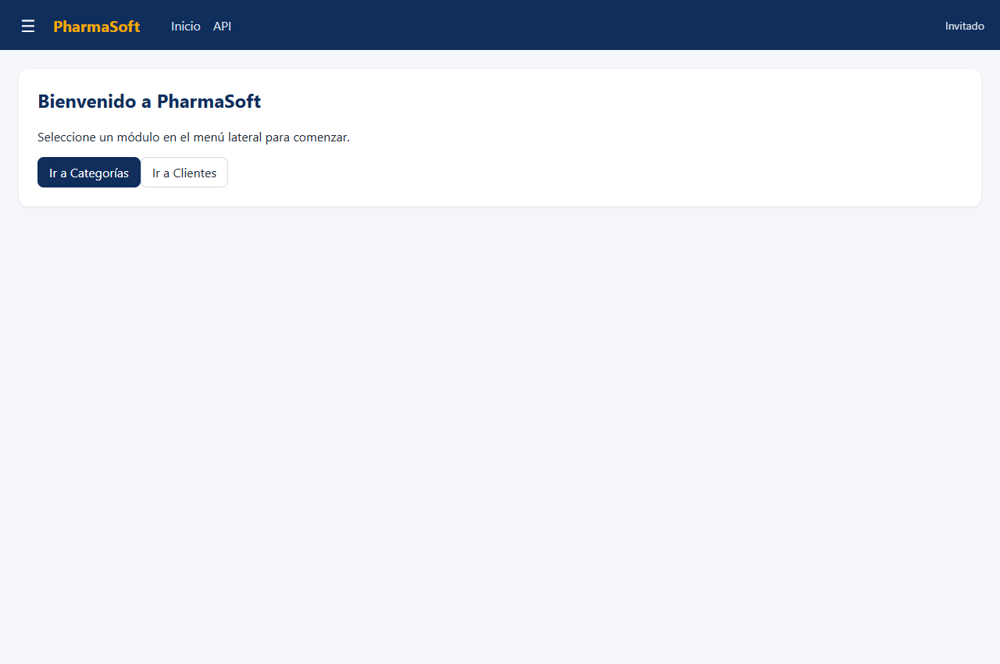 ☰ PharmaSoft Inicio API Invitado
Bienvenido a PharmaSoft
Seleccione un módulo en el menú lateral para comenzar.
Ir a Categorías Ir a Clientes